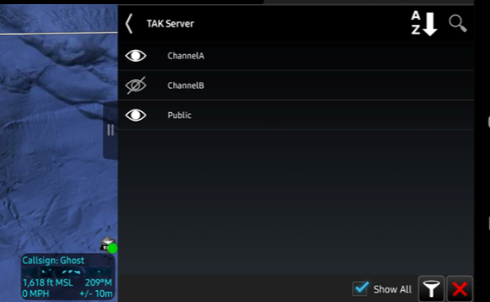 TAK Server
A
Z
ChannelA
ChannelB
Public
Callsign: Ghost
1,618 ft MSL 209°M
0 MPH +/- 10m
Show All